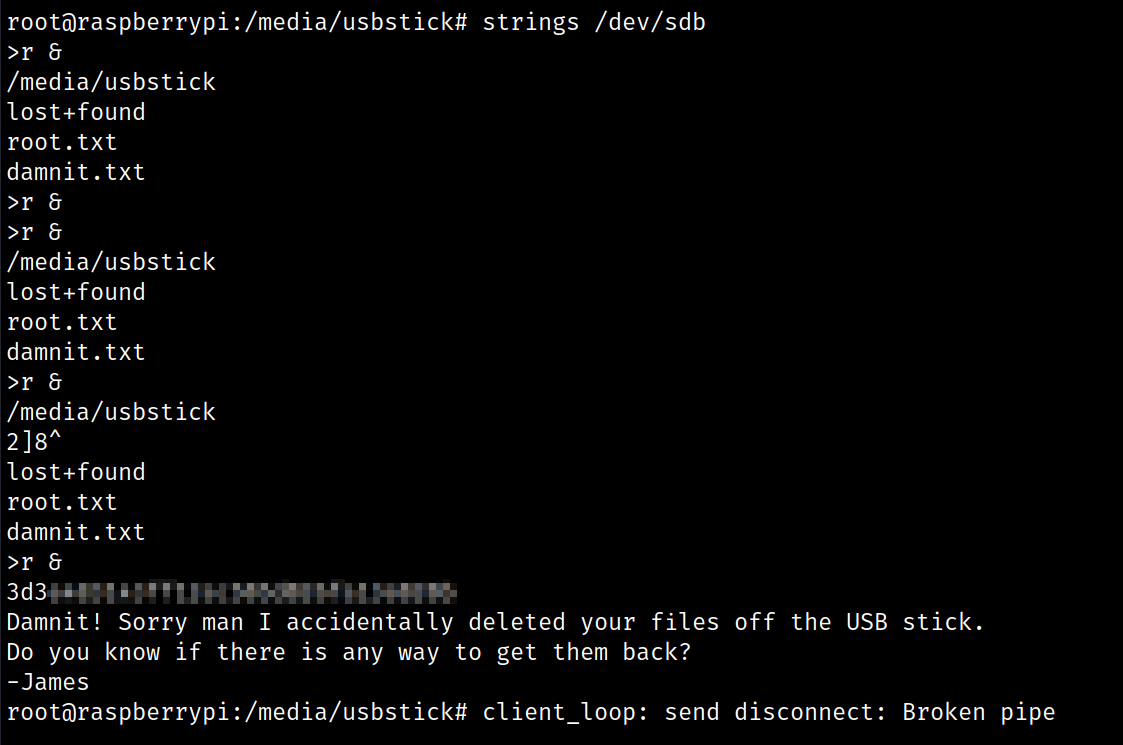 root@raspberrypi:/media/usbstick# strings /dev/sdb
>r &
/media/usbstick
lost+found
root.txt
damnit.txt
>r &
>r &
/media/usbstick
lost+found
root.txt
damnit.txt
>r &
/media/usbstick
2]8^
lost+found
root.txt
damnit.txt
>r &
3d3
Damnit! Sorry man I accidentally deleted your files off the USB stick.
Do you know if there is any way to get them back?
-James
root@raspberrypi:/media/usbstick# client_loop: send disconnect: Broken pipe